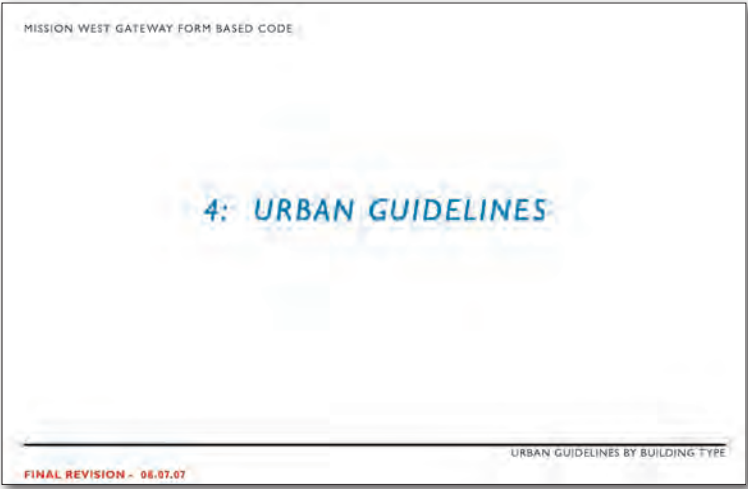 MISSION WEST GATEWAY FORM BASED CODE
4: URBAN GUIDELINES
URBAN GUIDELINES BY BUILDING TYPE
FINAL REVISION - 06.07.07